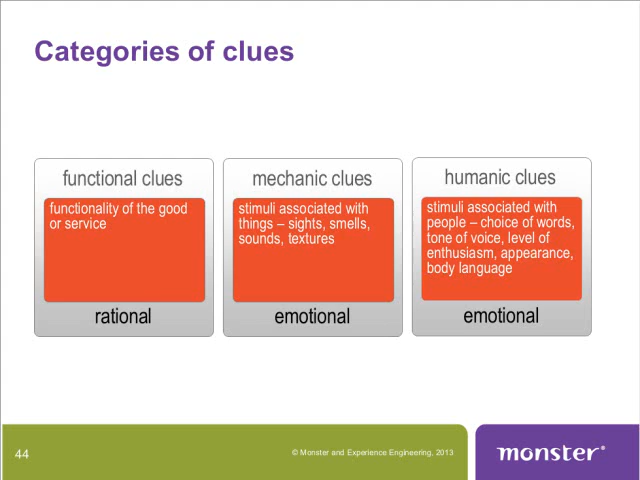 Categories of clues
functional clues
functionality of the good
or service
rational
mechanic clues
stimuli associated with
things – sights, smells,
sounds, textures
emotional
humanic clues
stimuli associated with
people – choice of words,
tone of voice, level of
enthusiasm, appearance,
body language
emotional
44
© Monster and Experience Engineering, 2013
monster®